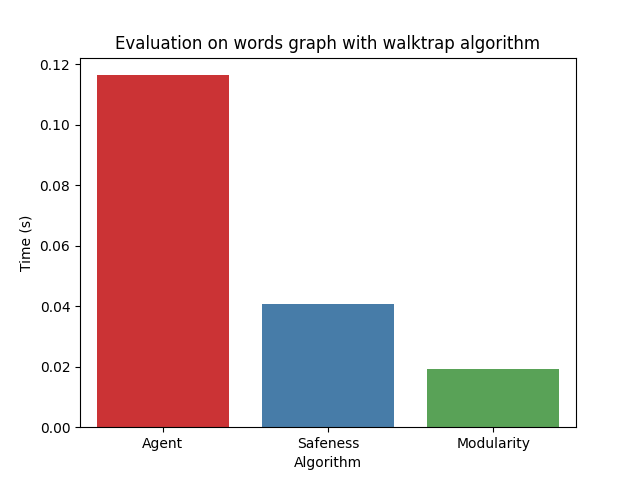 Evaluation on words graph with walktrap algorithm
0.12
0.10
0.08
0.06
0.04
0.02
0.00
Time (s)
Agent
Safeness
Modularity
Algorithm